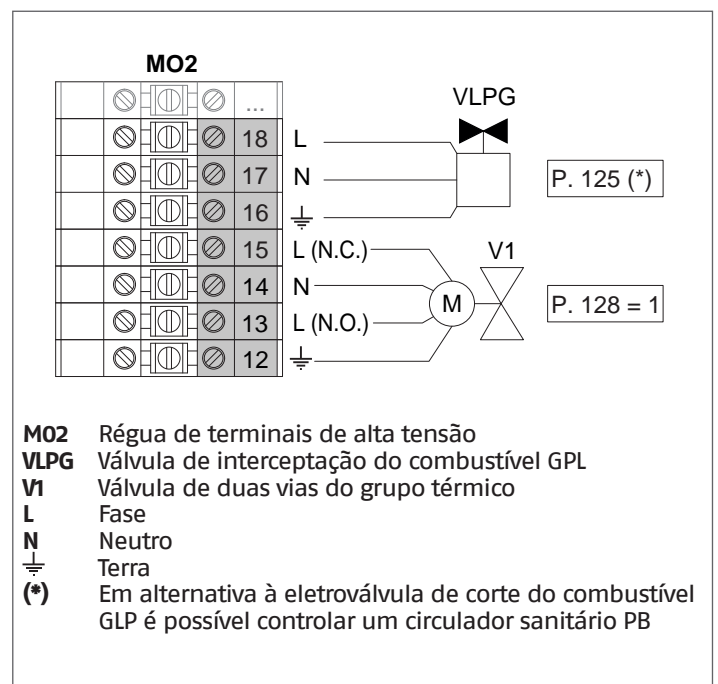 MO2
...
VLPG
18 L
17 N P. 125 (*)
16
15 L (N.C.) V1
14 N
M P. 128 = 1
13 L (N.O.)
12
M02 Régua de terminais de alta tensão
VLPG Válvula de interceptação do combustível GPL
V1 Válvula de duas vias do grupo térmico
L Fase
N Neutro
⏚ Terra
(*) Em alternativa à eletroválvula de corte do combustível
GLP é possível controlar um circulador sanitário PB